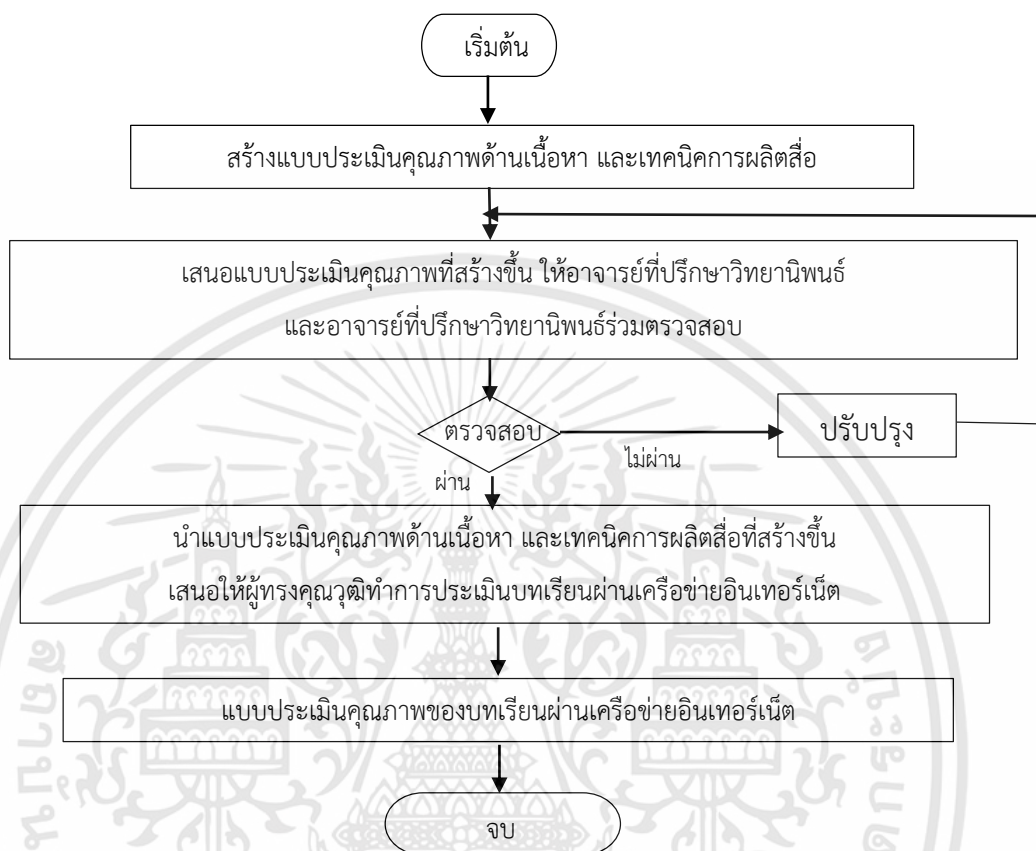 เริ่มต้น
สร้างแบบประเมินคุณภาพด้านเนื้อหา และเทคนิคการผลิตสื่อ
เสนอแบบประเมินคุณภาพที่สร้างขึ้น ให้อาจารย์ที่ปรึกษาวิทยานิพนธ์
และอาจารย์ที่ปรึกษาวิทยานิพนธ์ร่วมตรวจสอบ
ตรวจสอบ
ปรับปรุง
ไม่ผ่าน
ผ่าน
นำแบบประเมินคุณภาพด้านเนื้อหา และเทคนิคการผลิตสื่อที่สร้างขึ้น
เสนอให้ผู้ทรงคุณวุฒิทำการประเมินบทเรียนผ่านเครือข่ายอินเทอร์เน็ต
แบบประเมินคุณภาพของบทเรียนผ่านเครือข่ายอินเทอร์เน็ต
จบ